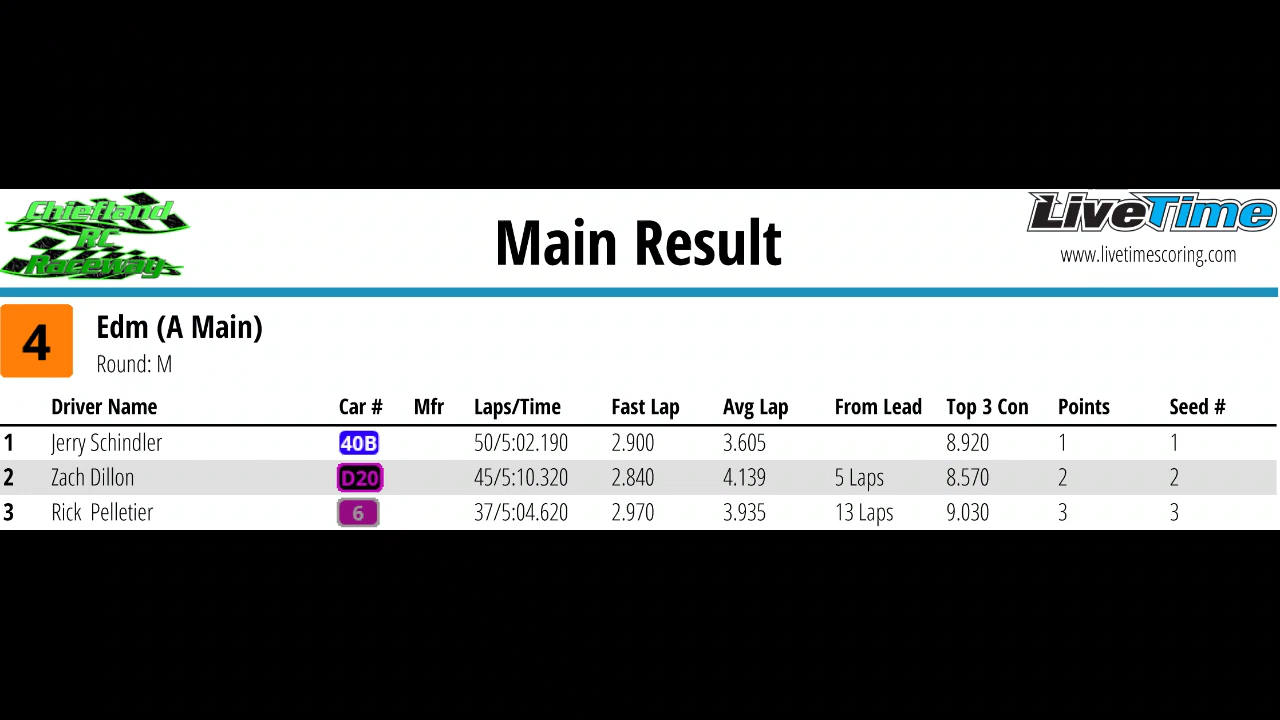 Chiefland
RC
Raceway
Main Result
LiveTime
www.livetimescoring.com
4
Edm (A Main)
Round: M
Driver Name Car # Mfr Laps/Time Fast Lap Avg Lap From Lead Top 3 Con Points Seed #
1 Jerry Schindler 40B 50/5:02.190 2.900 3.605 8.920 1 1
2 Zach Dillon D20 45/5:10.320 2.840 4.139 5 Laps 8.570 2 2
3 Rick Pelletier 6 37/5:04.620 2.970 3.935 13 Laps 9.030 3 3